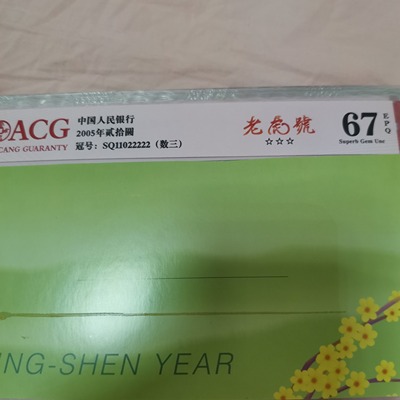 ACG
CANG GUARANTY
中国人民银行
2005年贰拾圆
冠号：SQ11022222（数三）
老虎號
☆☆☆
67 EPQ
Superb Gem Unc
NG-SHEN YEAR